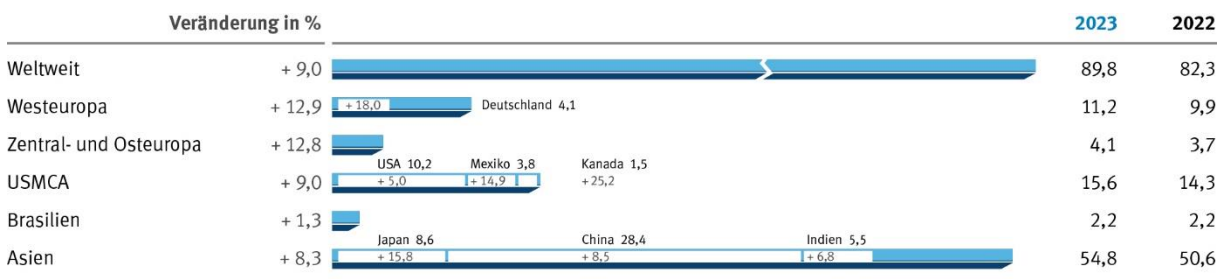 Veränderung in % 2023 2022
Weltweit + 9,0 89,8 82,3
Westeuropa + 12,9 + 18,0 Deutschland 4,1 11,2 9,9
Zentral- und Osteuropa + 12,8 4,1 3,7
USA 10,2 Mexiko 3,8 Kanada 1,5
USMCA + 9,0 + 5,0 + 14,9 + 25,2 15,6 14,3
Brasilien + 1,3 2,2 2,2
Japan 8,6 China 28,4 Indien 5,5
Asien + 8,3 + 15,8 + 8,5 + 6,8 54,8 50,6